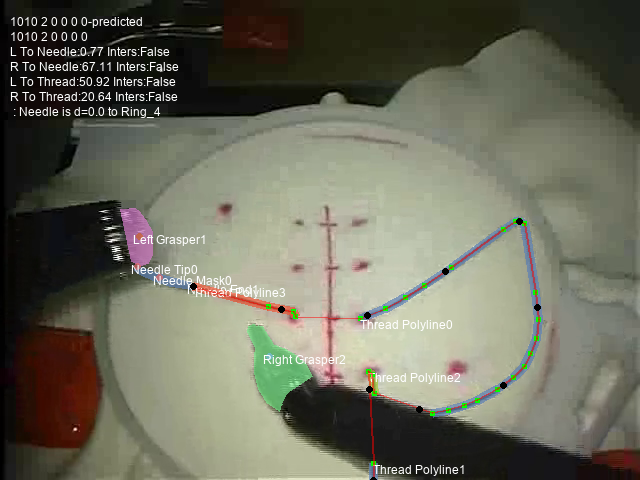 1010 2 0 0 0 0-predicted
1010 2 0 0 0 0
L To Needle:0.77 Inters:False
R To Needle:67.11 Inters:False
L To Thread:50.92 Inters:False
R To Thread:20.64 Inters:False
: Needle is d=0.0 to Ring_4
Left Grasper1
Needle Tip0
Needle Mask0
Thread Polyline3
Thread Polyline0
Right Grasper2
Thread Polyline2
Thread Polyline1